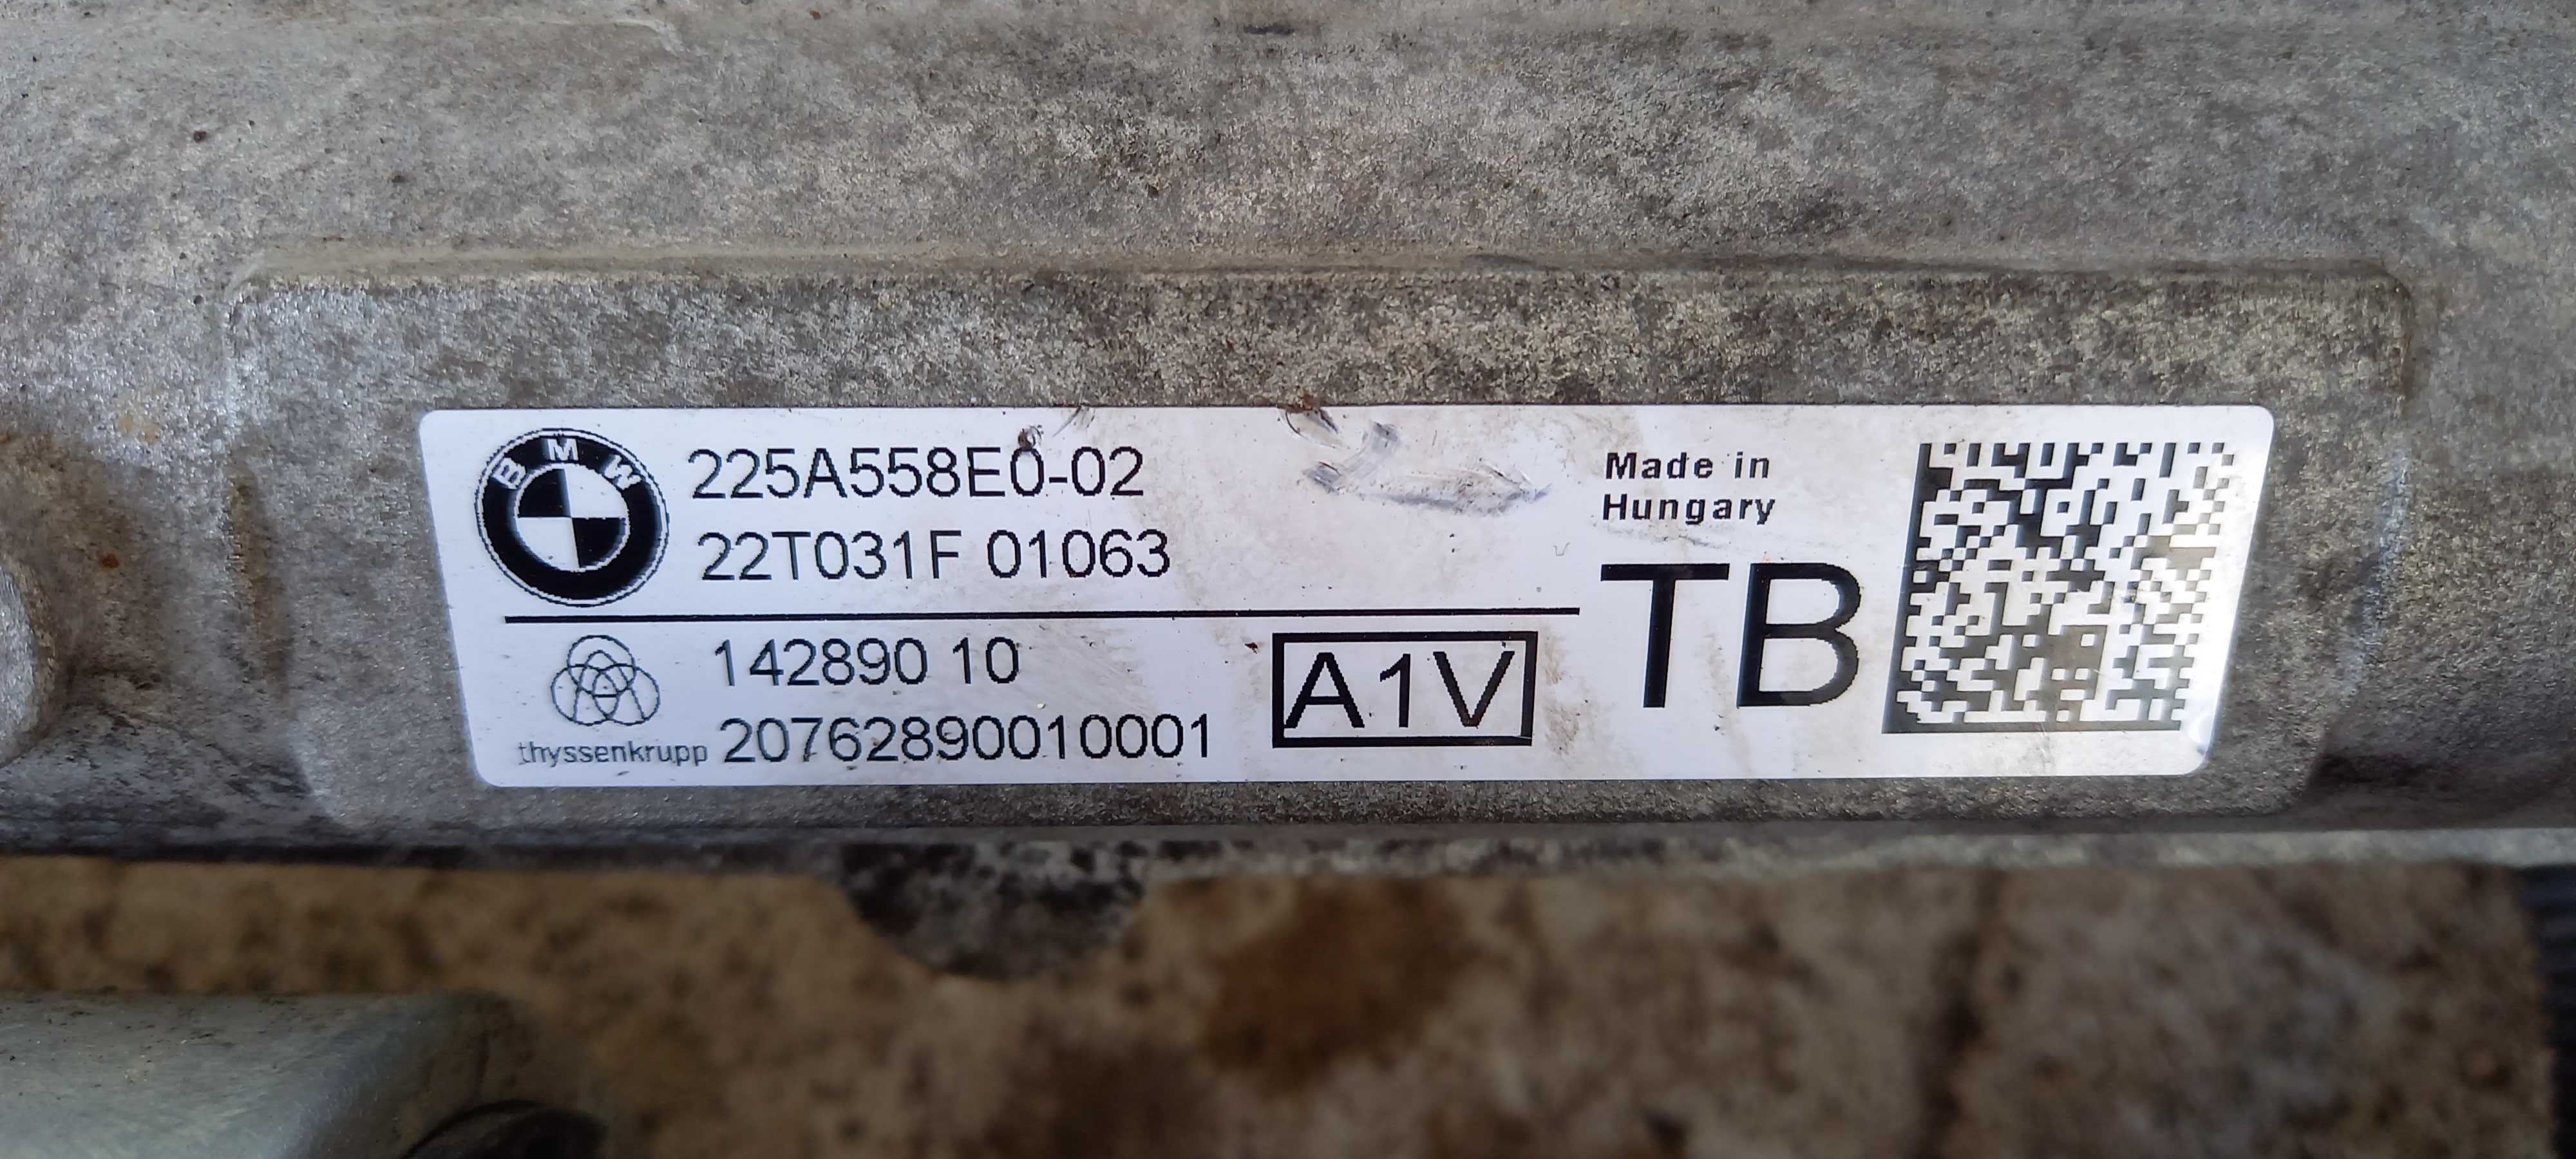 BMW
225A558E0-02
22T031F 01063
Made in
Hungary
TB
142890 10
thyssenkrupp 20762890010001
A1V